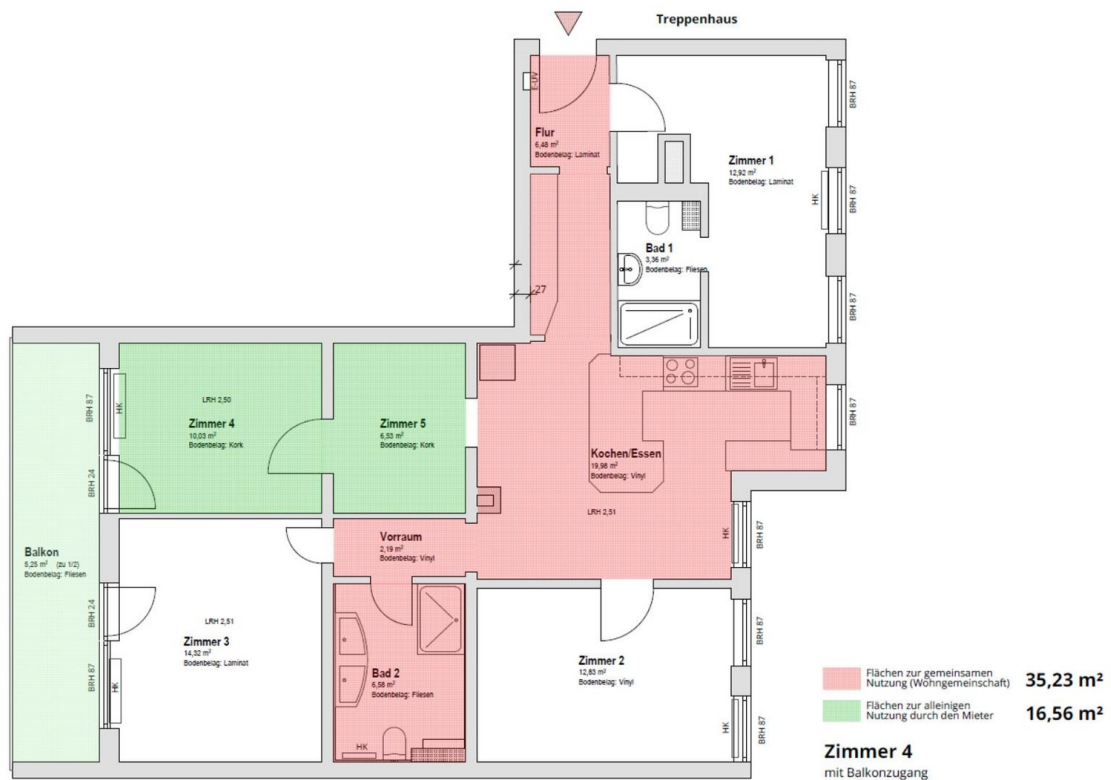 Treppenhaus
E-UV
Flur
6,48 m²
Bodenbelag: Laminat
Zimmer 1
12,92 m²
Bodenbelag: Laminat
BRH 87
HK
BRH 87
BRH 87
Bad 1
3,36 m²
Bodenbelag: Fliesen
27
BRH 87
HK
LRH 2,50
Zimmer 4
10,03 m²
Bodenbelag: Kork
Zimmer 5
6,53 m²
Bodenbelag: Kork
BRH 87
Kochen/Essen
19,98 m²
Bodenbelag: Vinyl
LRH 2,51
BRH 24
HK
BRH 87
Vorraum
2,19 m²
Bodenbelag: Vinyl
Balkon
5,25 m² (zu 1/2)
Bodenbelag: Fliesen
BRH 24
LRH 2,51
Zimmer 3
14,32 m²
Bodenbelag: Laminat
BRH 87
HK
Bad 2
6,58 m²
Bodenbelag: Fliesen
HK
Zimmer 2
12,83 m²
Bodenbelag: Vinyl
BRH 87
HK
BRH 87
Flächen zur gemeinsamen
Nutzung (Wohngemeinschaft)
35,23 m²
Flächen zur alleinigen
Nutzung durch den Mieter
16,56 m²
Zimmer 4
mit Balkonzugang